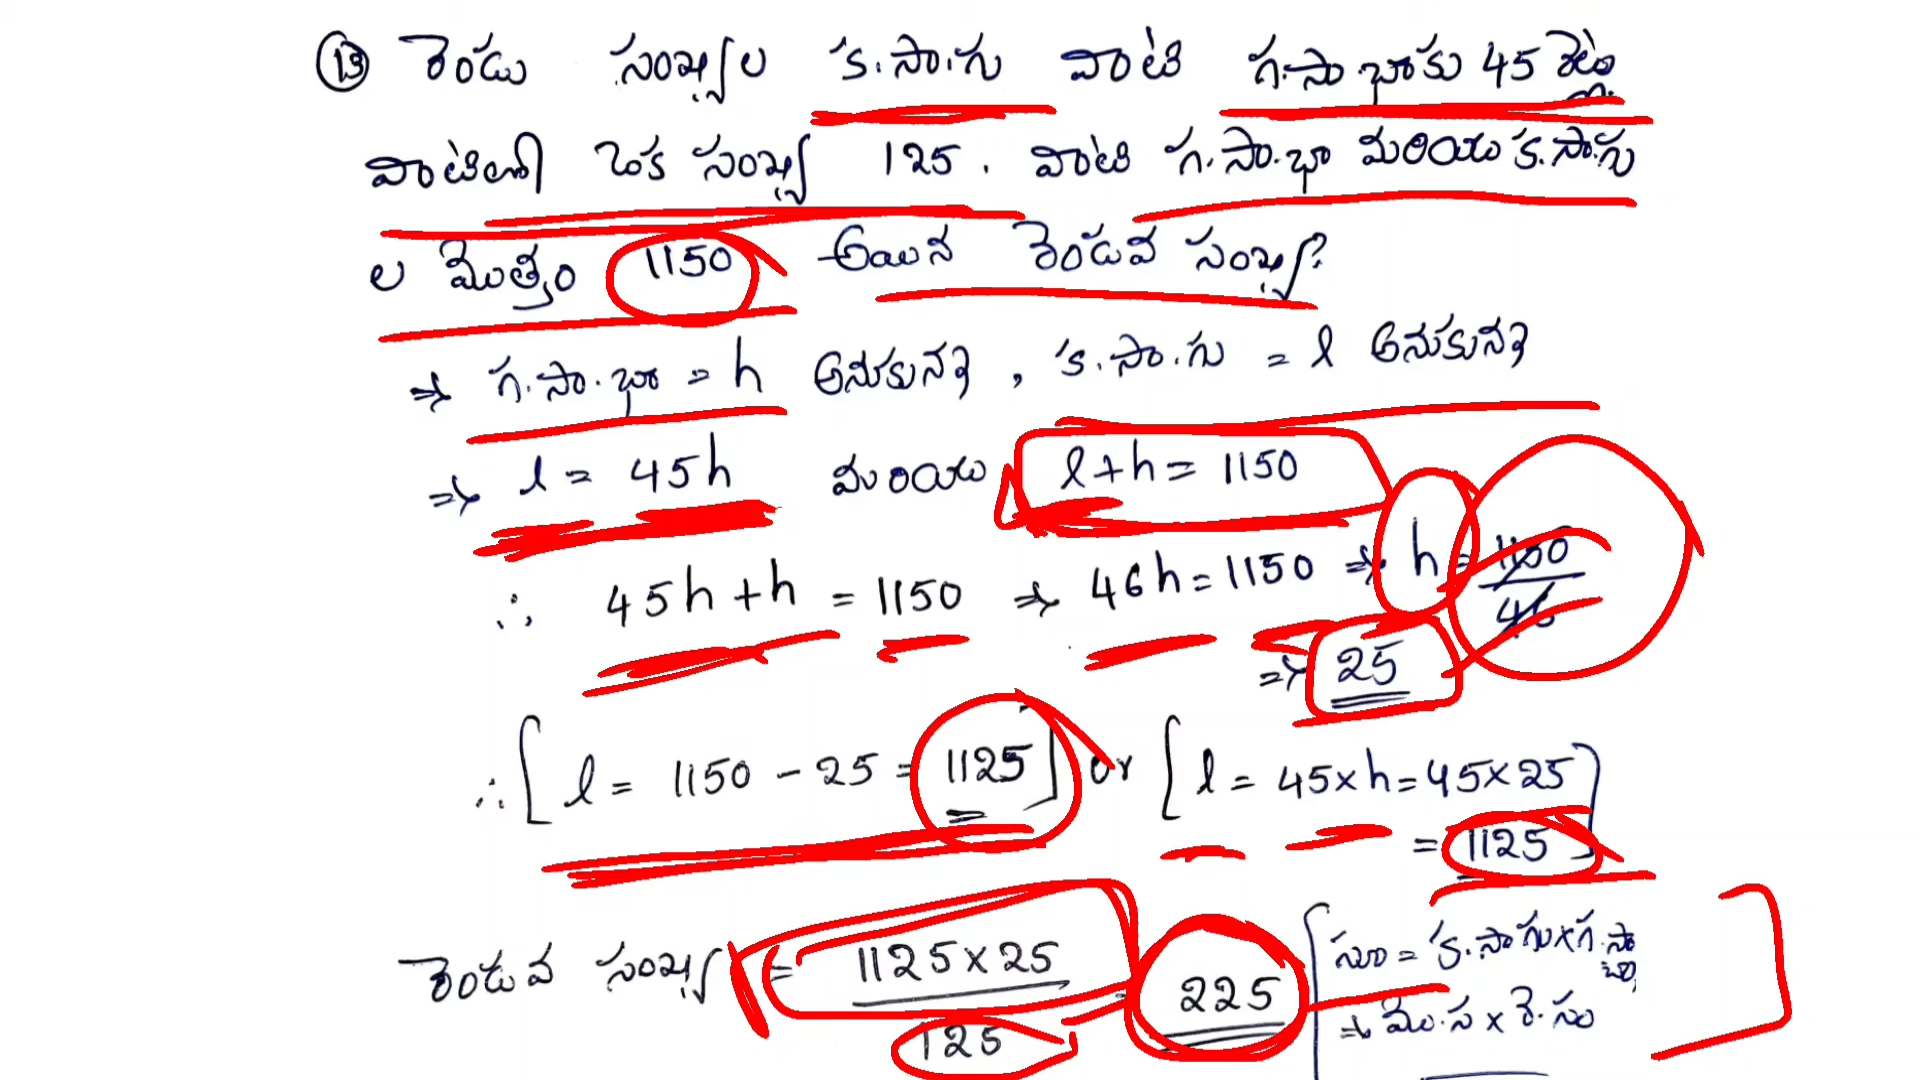 13 రెండు సంఖ్యల క.సా.గు వాటి గ.సా.భాకు 45 రెట్లు
వాటిలో ఒక సంఖ్య 125. వాటి గ.సా.భా మరియు క.సా.గు
ల మొత్తం 1150 అయిన రెండవ సంఖ్య?
⇒ గ.సా.భా = h అనుకున్న, క.సా.గు = l అనుకున్న
⇒ l = 45h మరియు l+h = 1150
∴ 45h+h = 1150 ⇒ 46h = 1150 ⇒ h = 1150/46
⇒ 25
∴ [l = 1150 - 25 = 1125] or [l = 45×h = 45×25
= 1125]
రెండవ సంఖ్య = 1125×25/125 = 225
సూ = క.సాగు×గ.సా.భా
⇒ మొ.స × రె.సం